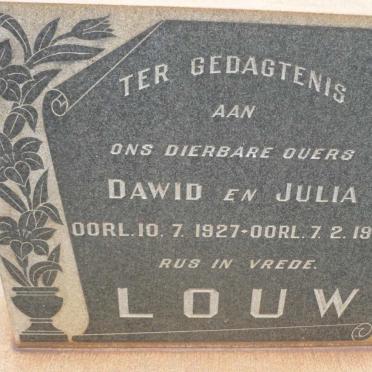 TER GEDAGTENIS
AAN
ONS DIERBARE OUERS
DAWID EN JULIA
OORL. 10. 7. 1927 - OORL. 7. 2. 19
RUS IN VREDE.
LOUW